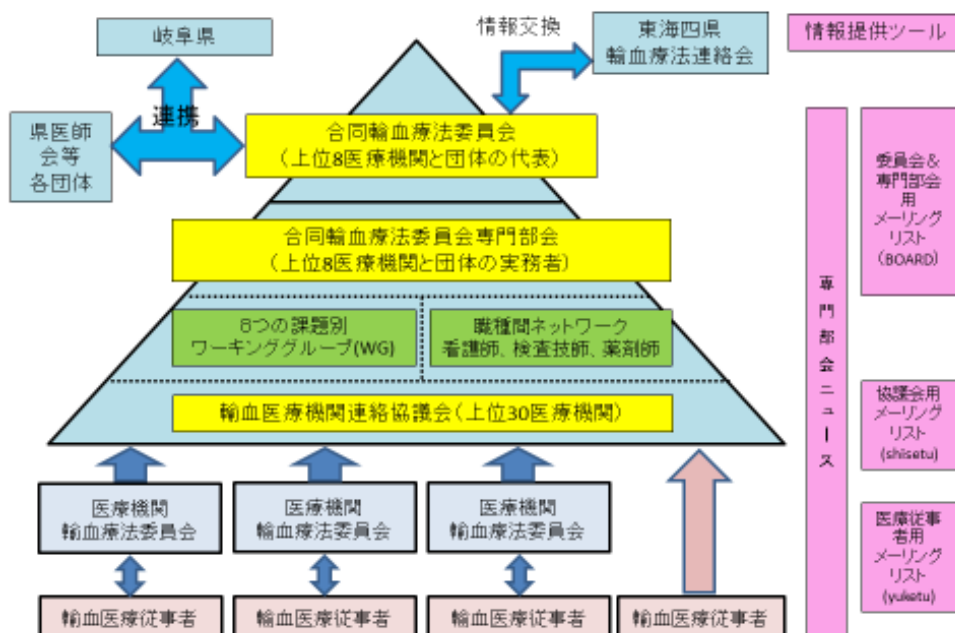 岐阜県
情報交換
東海四県
輸血療法連絡会
情報提供ツール
連携
県医師
会等
各団体
合同輸血療法委員会
(上位8医療機関と団体の代表)
合同輸血療法委員会専門部会
(上位8医療機関と団体の実務者)
6つの課題別
ワーキンググループ(WG)
職種間ネットワーク
看護師、検査技師、薬剤師
輸血医療機関連絡協議会(上位30医療機関)
医療機関
輸血療法委員会
医療機関
輸血療法委員会
医療機関
輸血療法委員会
輸血医療従事者
輸血医療従事者
輸血医療従事者
輸血医療従事者
専門部会ニュース
委員会&
専門部会
用
メーリング
リスト
(BOARD)
協議会用
メーリング
リスト
(shisetu)
医療従事
者用
メーリング
リスト
(yuketu)